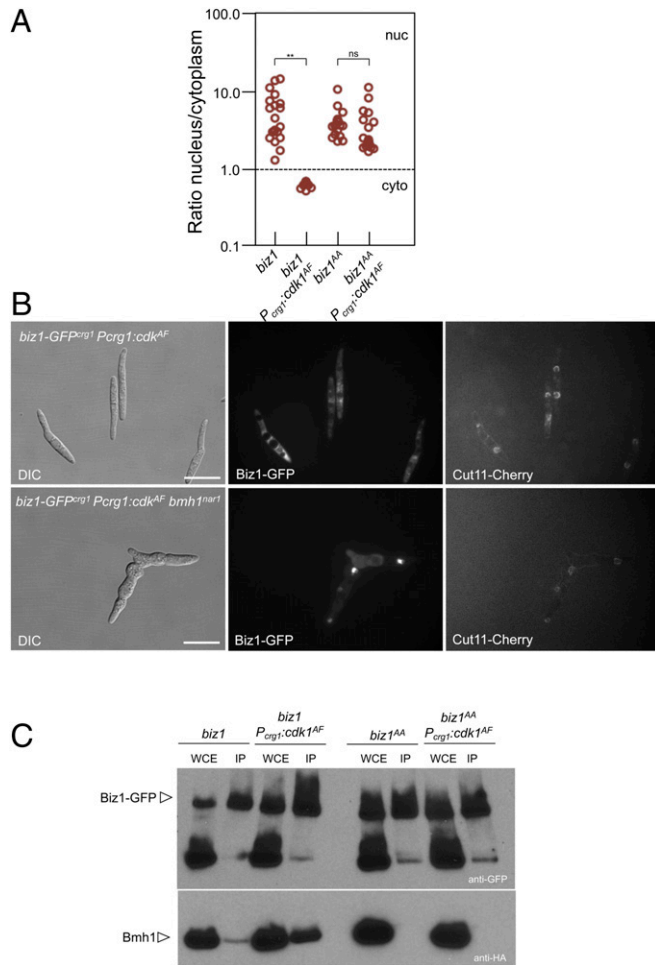 A
Ratio nucleus/cytoplasm
100.0
10.0
1.0
0.1
nuc
cyto
**
ns
biz1
biz1
Pcrg1:cdk1AF
biz1AA
biz1AA
Pcrg1:cdk1AF
B
biz1-GFPcrg1 Pcrg1:cdkAF
DIC
Biz1-GFP
Cut11-Cherry
biz1-GFPcrg1 Pcrg1:cdkAF bmh1nar1
DIC
Biz1-GFP
Cut11-Cherry
C
biz1
biz1
Pcrg1:cdk1AF
biz1AA
biz1AA
Pcrg1:cdk1AF
WCE IP WCE IP WCE IP WCE IP
Biz1-GFP
anti-GFP
Bmh1
anti-HA